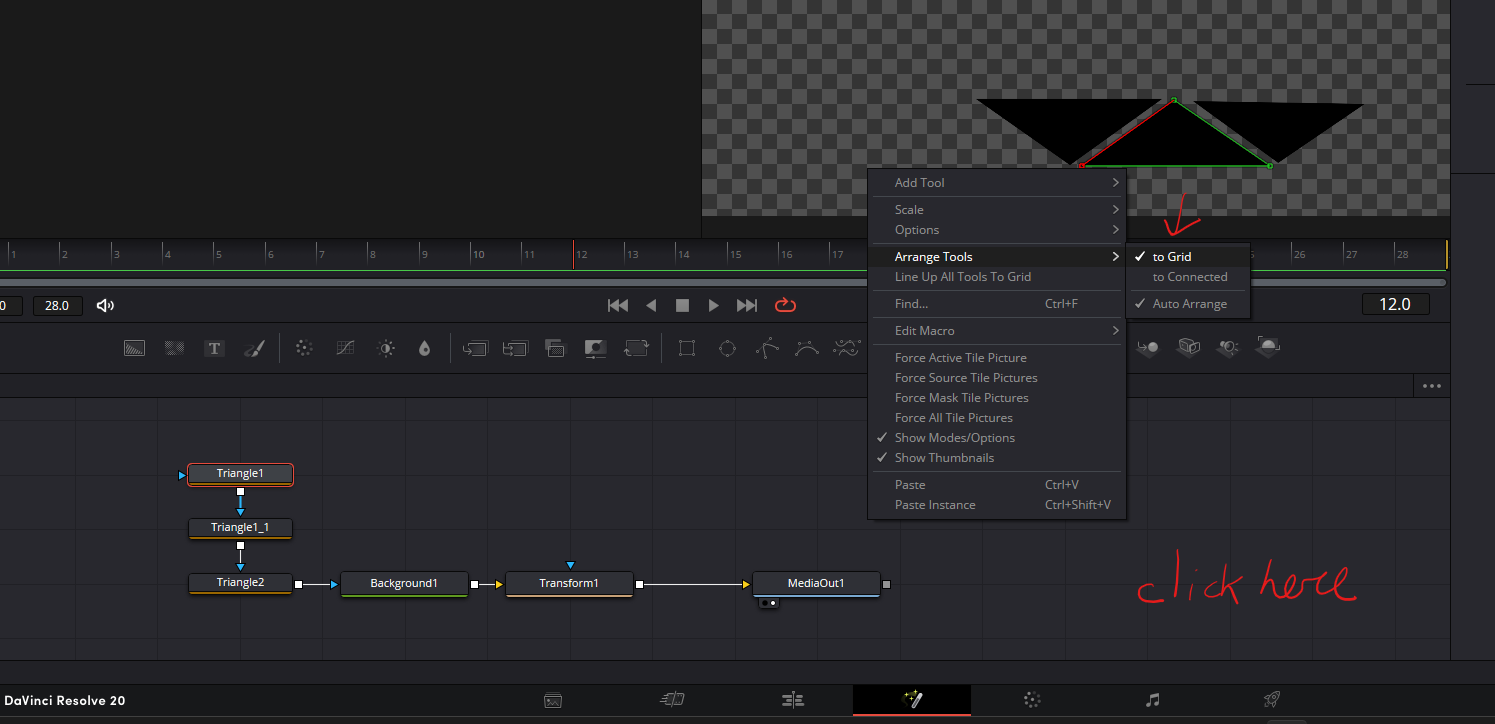 Add Tool
Scale
Options
1 2 3 4 5 6 7 8 9 10 11 12 13 14 15 16 17 26 27 28
Arrange Tools
to Grid
Line Up All Tools To Grid
to Connected
0 28.0
Find... Ctrl+F
Auto Arrange
12.0
Edit Macro
T
Force Active Tile Picture
Force Source Tile Pictures
Force Mask Tile Pictures
Force All Tile Pictures
Show Modes/Options
Show Thumbnails
Paste Ctrl+V
Paste Instance Ctrl+Shift+V
Triangle1
Triangle1_1
Triangle2 Background1 Transform1 MediaOut1
click here
DaVinci Resolve 20